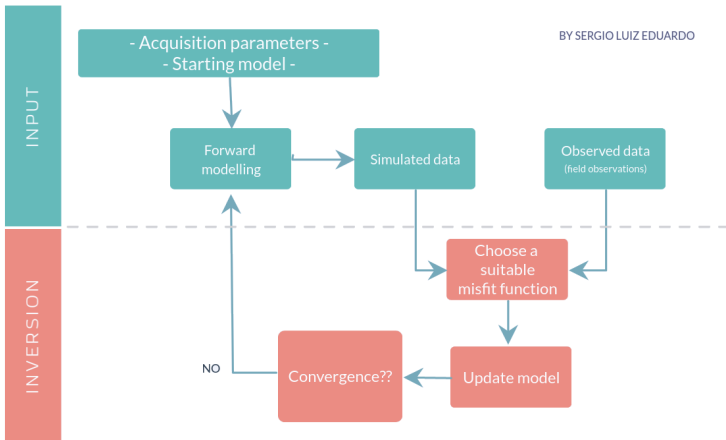 BY SERGIO LUIZ EDUARDO
- Acquisition parameters -
- Starting model -
INPUT
Forward
modelling
Simulated data
Observed data
(field observations)
INVERSION
Choose a
suitable
misfit function
Update model
Convergence??
NO